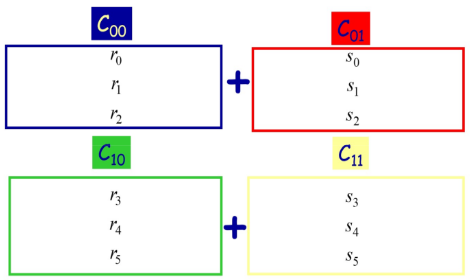 C00 C01
r0 + s0
r1 s1
r2 s2
C10 C11
r3 s3
r4 + s4
r5 s5